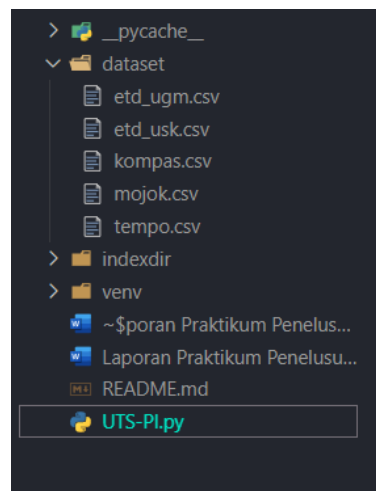 __pycache__
dataset
etd_ugm.csv
etd_usk.csv
kompas.csv
mojok.csv
tempo.csv
indexdir
venv
~$poran Praktikum Penelus...
Laporan Praktikum Penelusu...
README.md
UTS-PI.py